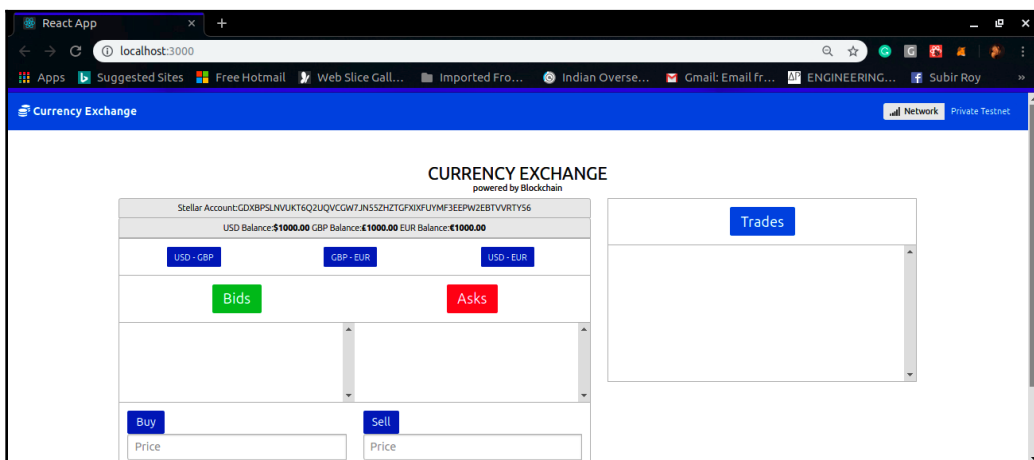 React App
localhost:3000
Apps Suggested Sites Free Hotmail Web Slice Gall... Imported Fro... Indian Overse... Gmail: Email fr... ENGINEERING... Subir Roy »
Currency Exchange Network Private Testnet
CURRENCY EXCHANGE
powered by Blockchain
Stellar Account:GDXBPSLNVUKT6Q2UQVCGW7JN55ZHZTGFXIXFUYMF3EEPW2EBTVVRTY56
USD Balance:$1000.00 GBP Balance:£1000.00 EUR Balance:€1000.00
USD - GBP GBP - EUR USD - EUR
Bids Asks
Buy Sell
Price Price
Trades